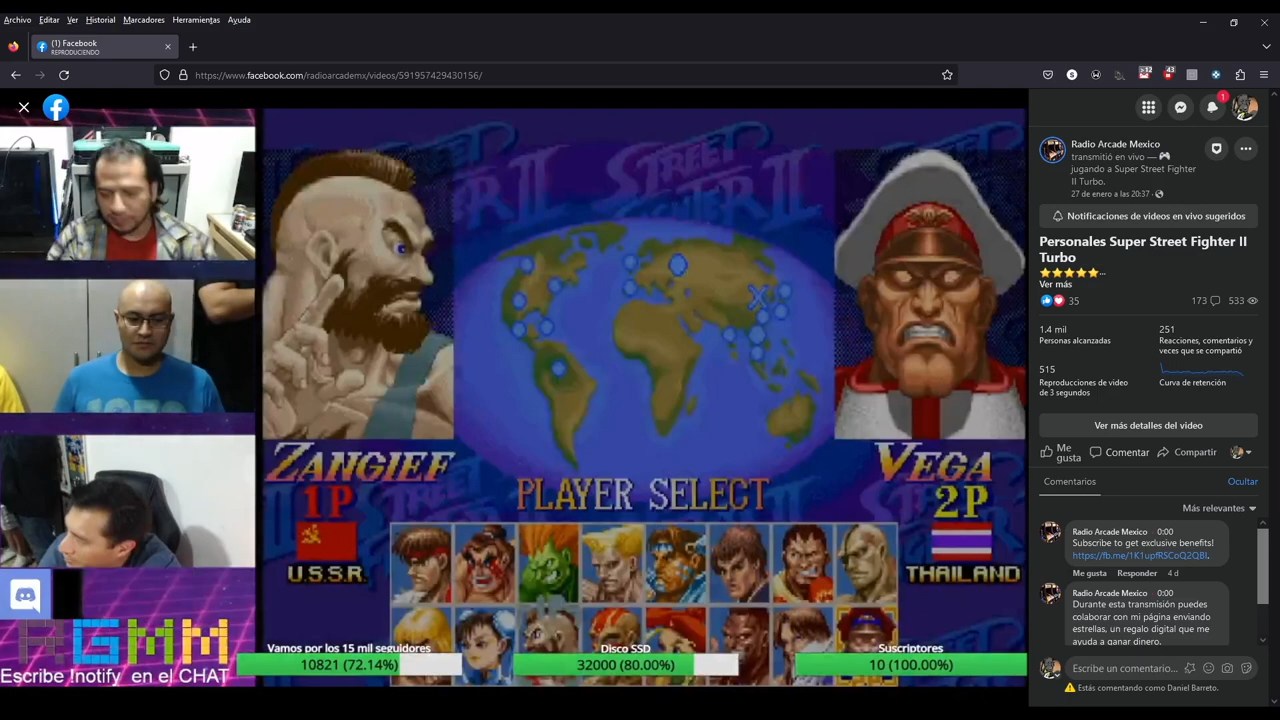 Archivo Editar Ver Historial Marcadores Herramientas Ayuda
(1) Facebook
REPRODUCIENDO
https://www.facebook.com/radioarcademx/videos/591957429430156/
>12
43
1
STREET
STREET
ZANGIEF
1P
U.S.S.R.
PLAYER SELECT
VEGA
2P
THAILAND
Vamos por los 15 mil seguidores
10821 (72.14%)
Disco SSD
32000 (80.00%)
Suscriptores
10 (100.00%)
RGMM
Escribe !notify en el CHAT
Radio Arcade Mexico
transmitió en vivo — 🎮
jugando a Super Street
Fighter II Turbo.
27 de enero a las 20:37 ·
Notificaciones de videos en vivo sugeridos
Personales Super Street Fighter II
Turbo
⭐⭐⭐⭐⭐...
Ver más
35
173
533
1.4 mil
Personas alcanzadas
251
Reacciones, comentarios y
veces que se compartió
515
Reproducciones de video
de 3 segundos
Curva de retención
Ver más detalles del video
Me
gusta
Comentar
Compartir
Comentarios
Ocultar
Más relevantes
Radio Arcade Mexico · 0:00
Subscribe to get exclusive benefits!
https://fb.me/1K1upfRSCoQ2QBI.
Me gusta Responder 4 d
Radio Arcade Mexico · 0:00
Durante esta transmisión puedes
colaborar con mi página enviando
estrellas, un regalo digital que me
ayuda a ganar dinero.
Escribe un comentario...
Estás comentando como Daniel Barreto.